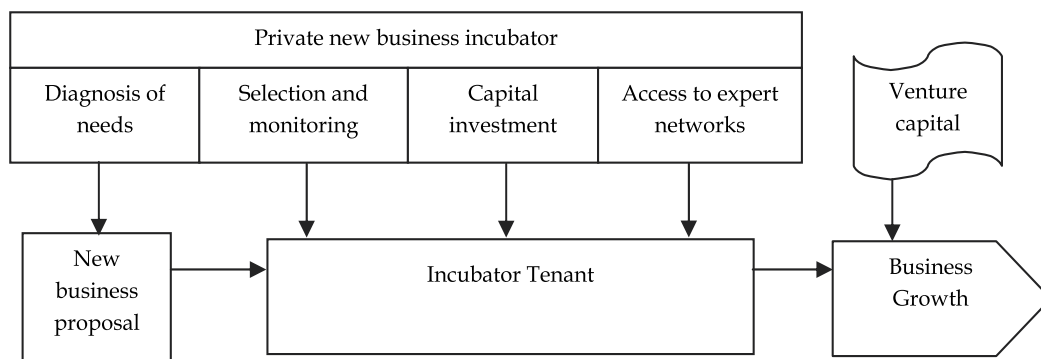 Private new business incubator
Diagnosis of
needs
Selection and
monitoring
Capital
investment
Access to expert
networks
Venture
capital
New
business
proposal
Incubator Tenant
Business
Growth